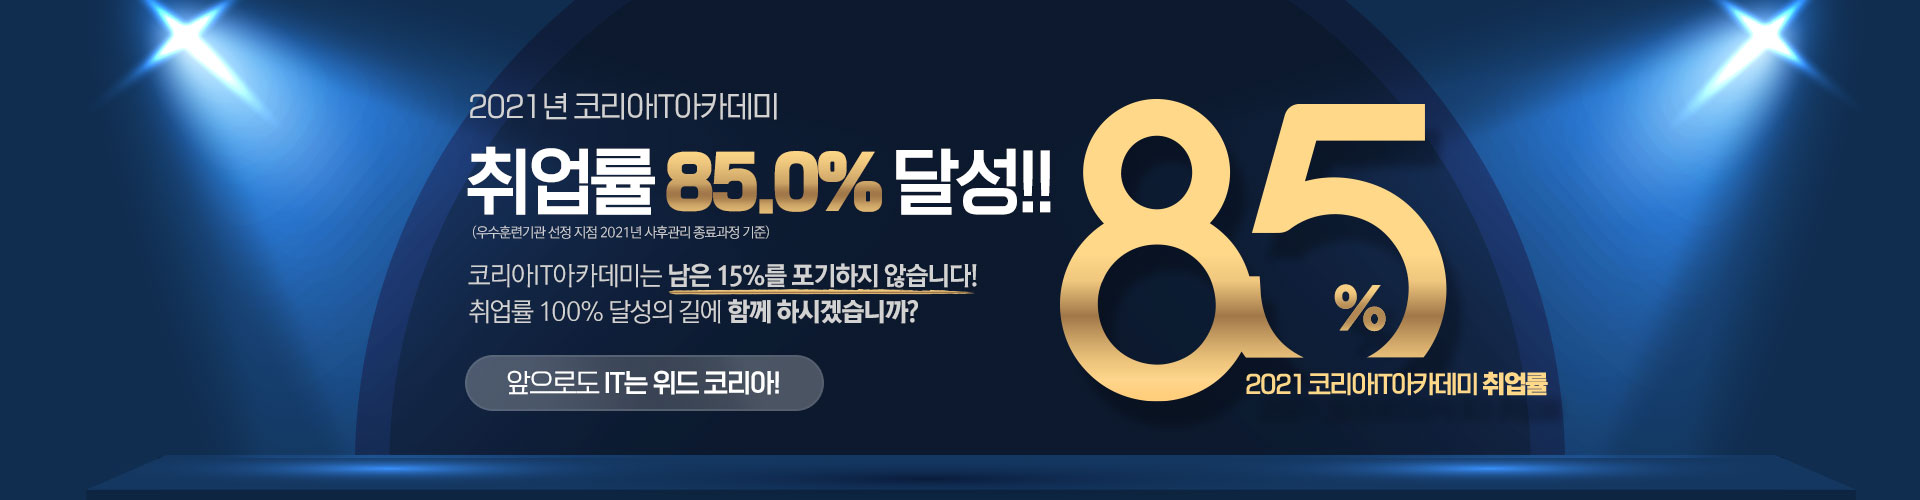 2021년 코리아IT아카데미
취업률 85.0% 달성!!
(우수훈련기관 선정 지점 2021년 사후관리 종료과정 기준)
코리아IT아카데미는 남은 15%를 포기하지 않습니다!
취업률 100% 달성의 길에 함께 하시겠습니까?
앞으로도 IT는 위드 코리아!
85%
2021 코리아IT아카데미 취업률